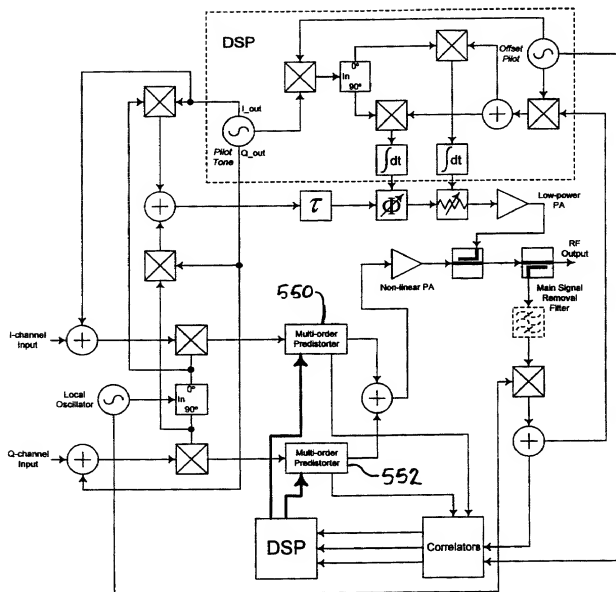 DSP
Offset
Pilot
0°
In
90°
I_out
Pilot
Tone
Q_out
∫dt
∫dt
Low-power
PA
τ
Φ
RF
Output
Non-linear PA
Main Signal
Removal
Filter
550
I-channel
Input
Multi-order
Predistorter
Local
Oscillator
0°
In
90°
Q-channel
Input
Multi-order
Predistorter
552
DSP
Correlators